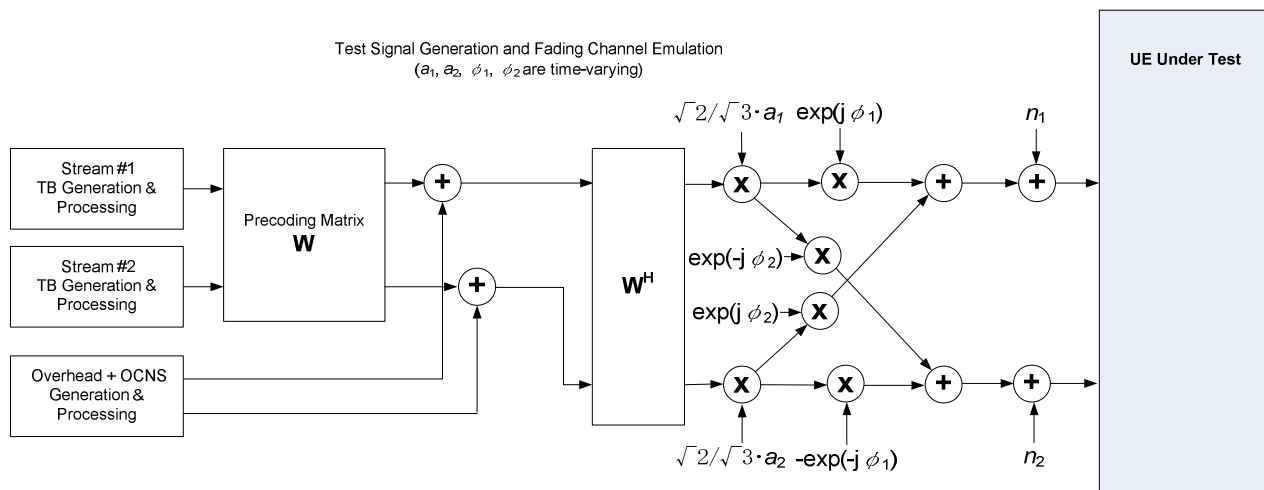 Test Signal Generation and Fading Channel Emulation
(a₁, a₂, ϕ₁, ϕ₂ are time-varying)
UE Under Test
√2/√3·a₁ exp(j ϕ₁)
n₁
Stream #1
TB Generation &
Processing
Precoding Matrix
W
+
x
x
+
+
Stream #2
TB Generation &
Processing
+
Wᴴ
exp(-j ϕ₂)
x
exp(j ϕ₂)
x
Overhead + OCNS
Generation &
Processing
x
x
+
+
√2/√3·a₂ -exp(-j ϕ₁)
n₂